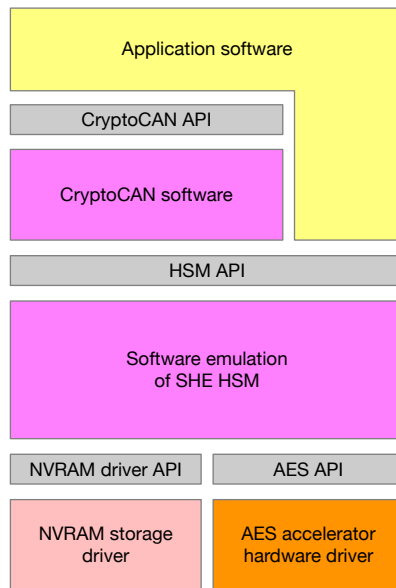 Application software
CryptoCAN API
CryptoCAN software
HSM API
Software emulation
of SHE HSM
NVRAM driver API
AES API
NVRAM storage
driver
AES accelerator
hardware driver